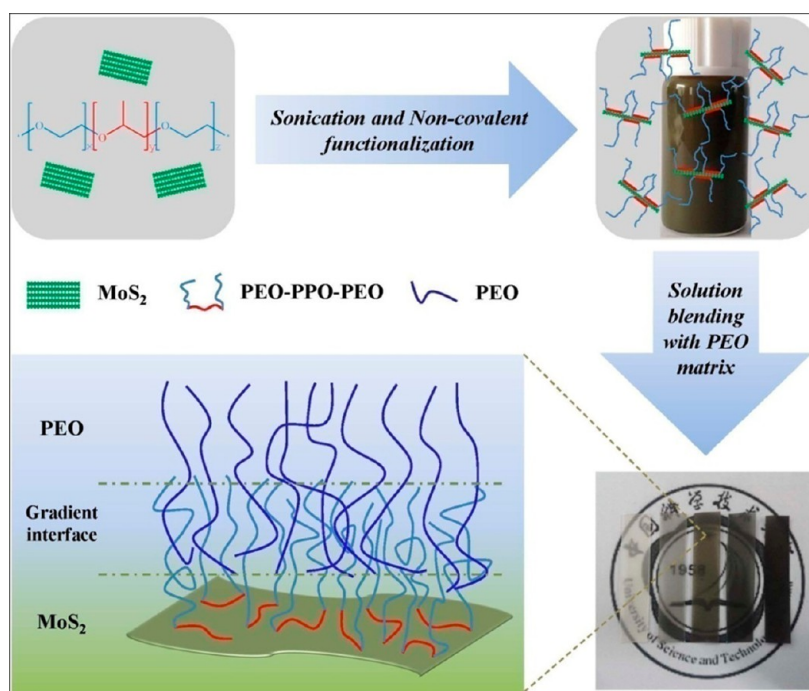 O
x
O
y
O
z
Sonication and Non-covalent
functionalization
MoS2
PEO-PPO-PEO
PEO
Solution
blending
with PEO
matrix
PEO
Gradient
interface
MoS2
1958
University of Science and Technology